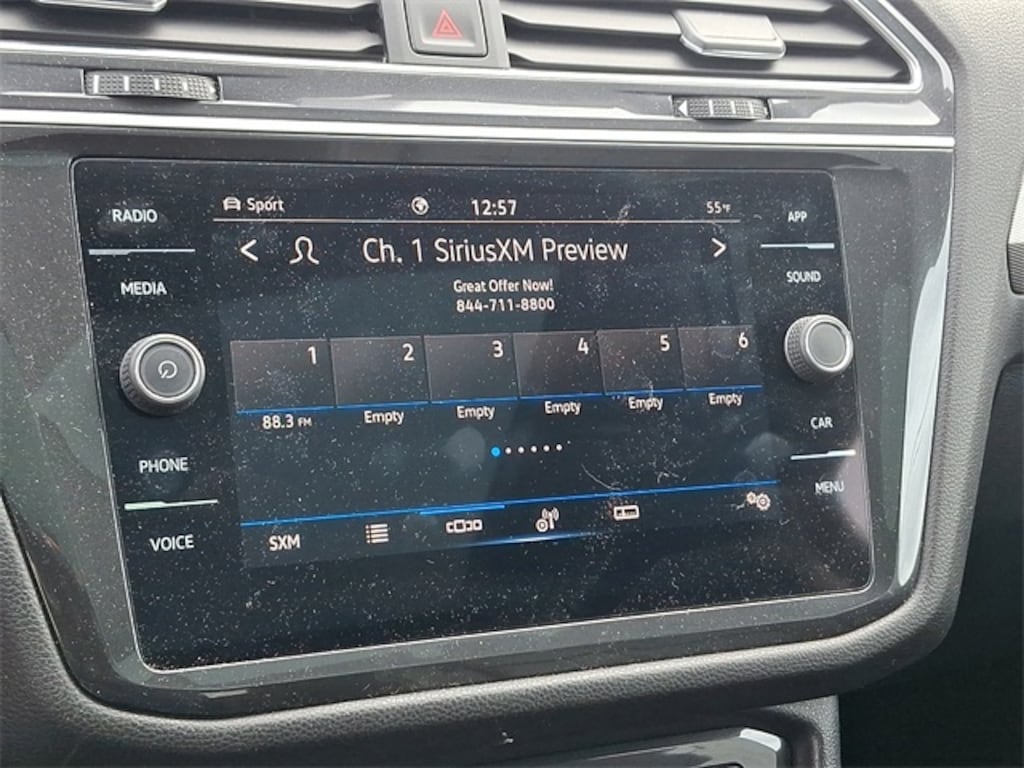 RADIO
MEDIA
PHONE
VOICE
Sport 12:57 55°F
< Ch. 1 SiriusXM Preview >
Great Offer Now!
844-711-8800
1 2 3 4 5 6
88.3 FM Empty Empty Empty Empty Empty
SXM
APP
SOUND
CAR
MENU